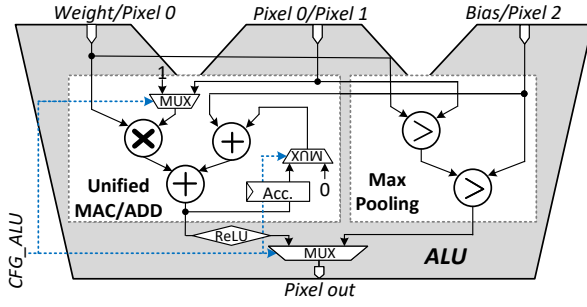 Weight/Pixel 0
Pixel 0/Pixel 1
Bias/Pixel 2
1
MUX
MUX
Unified
MAC/ADD
Acc.
0
Max
Pooling
CFG_ALU
ReLU
MUX
ALU
Pixel out